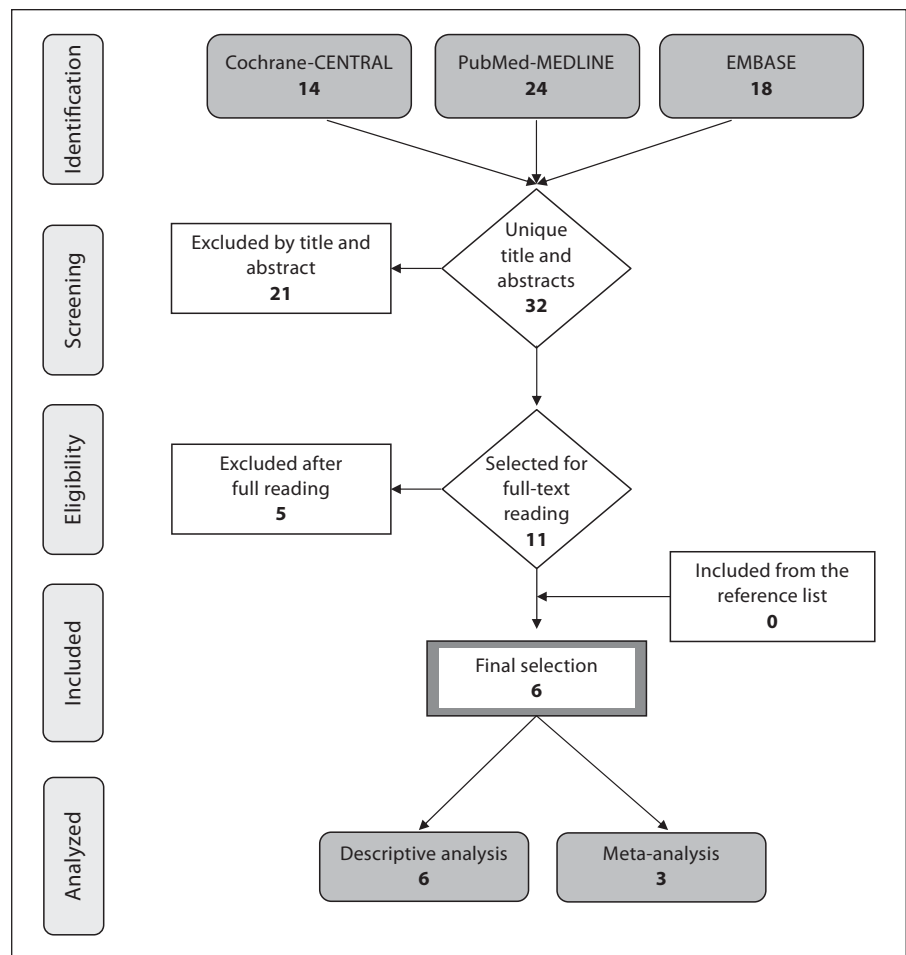 Identification
Cochrane-CENTRAL
14
PubMed-MEDLINE
24
EMBASE
18
Screening
Excluded by title and
abstract
21
Unique
title and
abstracts
32
Eligibility
Excluded after
full reading
5
Selected for
full-text
reading
11
Included
Included from the
reference list
0
Final selection
6
Analyzed
Descriptive analysis
6
Meta-analysis
3